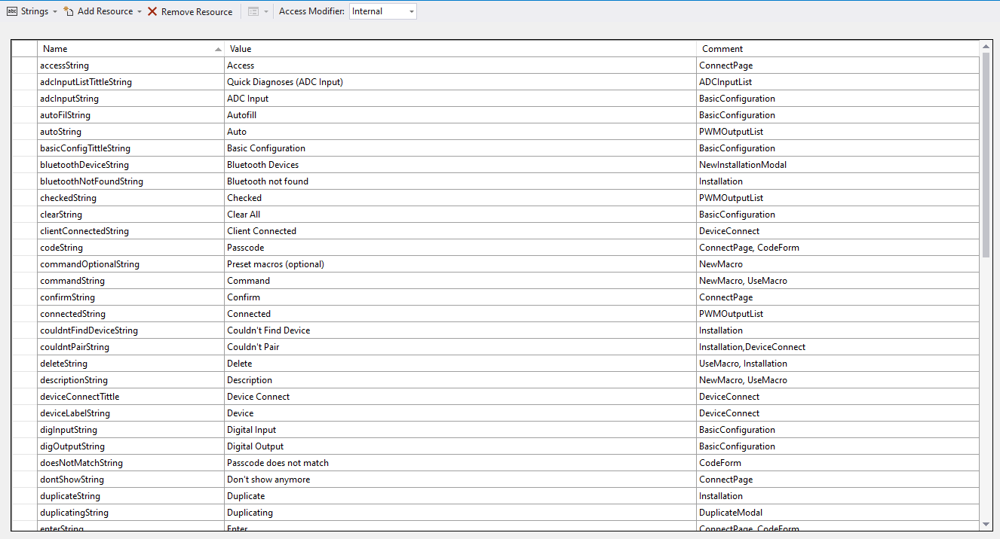 abc Strings Add Resource Remove Resource Access Modifier: Internal
Name Value Comment
accessString Access ConnectPage
adcInputListTittleString Quick Diagnoses (ADC Input) ADCInputList
adcInputString ADC Input BasicConfiguration
autoFilString Autofill BasicConfiguration
autoString Auto PWMOutputList
basicConfigTittleString Basic Configuration BasicConfiguration
bluetoothDeviceString Bluetooth Devices NewInstallationModal
bluetoothNotFoundString Bluetooth not found Installation
checkedString Checked PWMOutputList
clearString Clear All BasicConfiguration
clientConnectedString Client Connected DeviceConnect
codeString Passcode ConnectPage, CodeForm
commandOptionalString Preset macros (optional) NewMacro
commandString Command NewMacro, UseMacro
confirmString Confirm ConnectPage
connectedString Connected PWMOutputList
couldntFindDeviceString Couldn't Find Device Installation
couldntPairString Couldn't Pair Installation,DeviceConnect
deleteString Delete UseMacro, Installation
descriptionString Description NewMacro, UseMacro
deviceConnectTittle Device Connect DeviceConnect
deviceLabelString Device DeviceConnect
digInputString Digital Input BasicConfiguration
digOutputString Digital Output BasicConfiguration
doesNotMatchString Passcode does not match CodeForm
dontShowString Don't show anymore ConnectPage
duplicateString Duplicate Installation
duplicatingString Duplicating DuplicateModal
enterString Enter ConnectPage, CodeForm